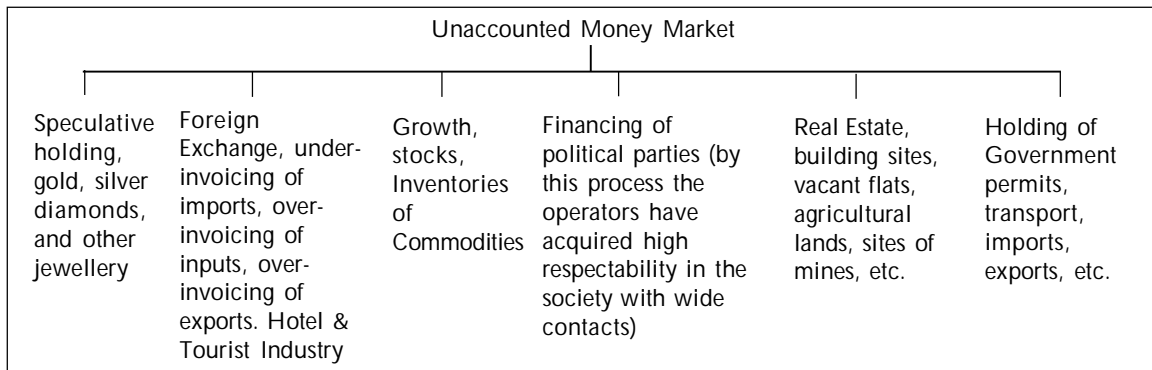 Unaccounted Money Market
Speculative
holding,
gold, silver
diamonds,
and other
jewellery
Foreign
Exchange, under-
invoicing of
imports, over-
invoicing of
inputs, over-
invoicing of
exports. Hotel &
Tourist Industry
Growth,
stocks,
Inventories
of
Commodities
Financing of
political parties (by
this process the
operators have
acquired high
respectability in the
society with wide
contacts)
Real Estate,
building sites,
vacant flats,
agricultural
lands, sites of
mines, etc.
Holding of
Government
permits,
transport,
imports,
exports, etc.